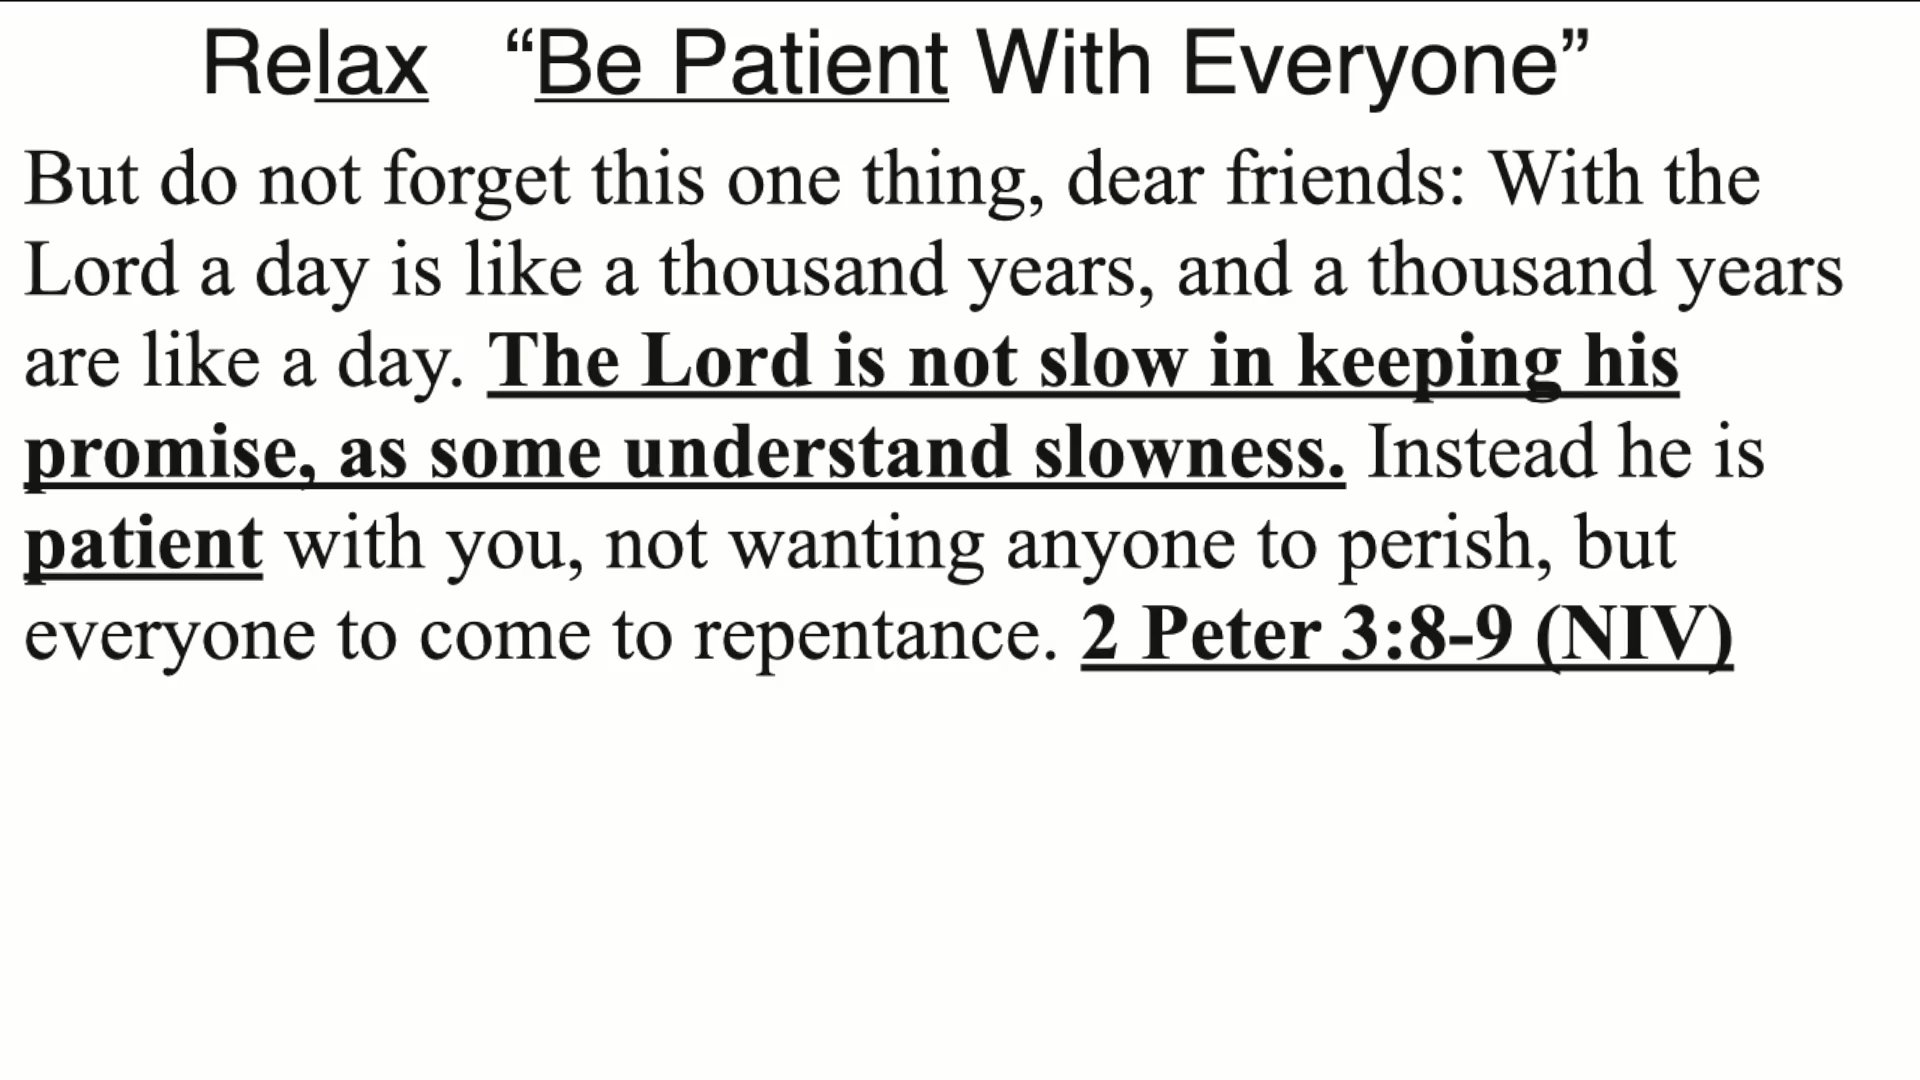 Relax “Be Patient With Everyone”
But do not forget this one thing, dear friends: With the
Lord a day is like a thousand years, and a thousand years
are like a day. The Lord is not slow in keeping his
promise, as some understand slowness. Instead he is
patient with you, not wanting anyone to perish, but
everyone to come to repentance. 2 Peter 3:8-9 (NIV)